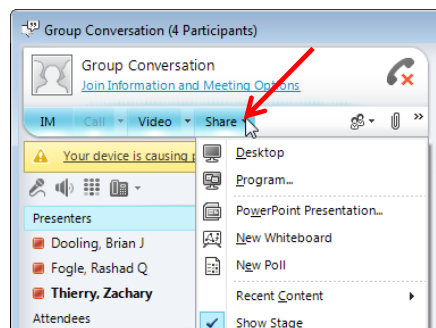 Group Conversation (4 Participants)
Group Conversation
Join Information and Meeting Options
IM Call Video Share
Your device is causing
Desktop
Program...
PowerPoint Presentation...
New Whiteboard
New Poll
Recent Content
Show Stage
Presenters
Dooling, Brian J
Fogle, Rashad Q
Thierry, Zachary
Attendees